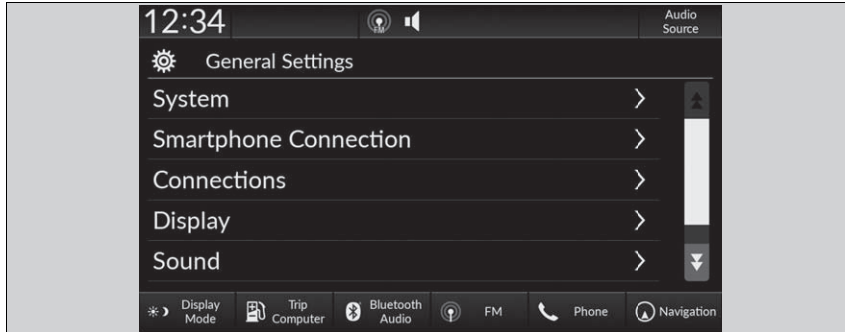 12:34
FM
Audio
Source
General Settings
System
Smartphone Connection
Connections
Display
Sound
Display
Mode
Trip
Computer
Bluetooth
Audio
FM
Phone
Navigation